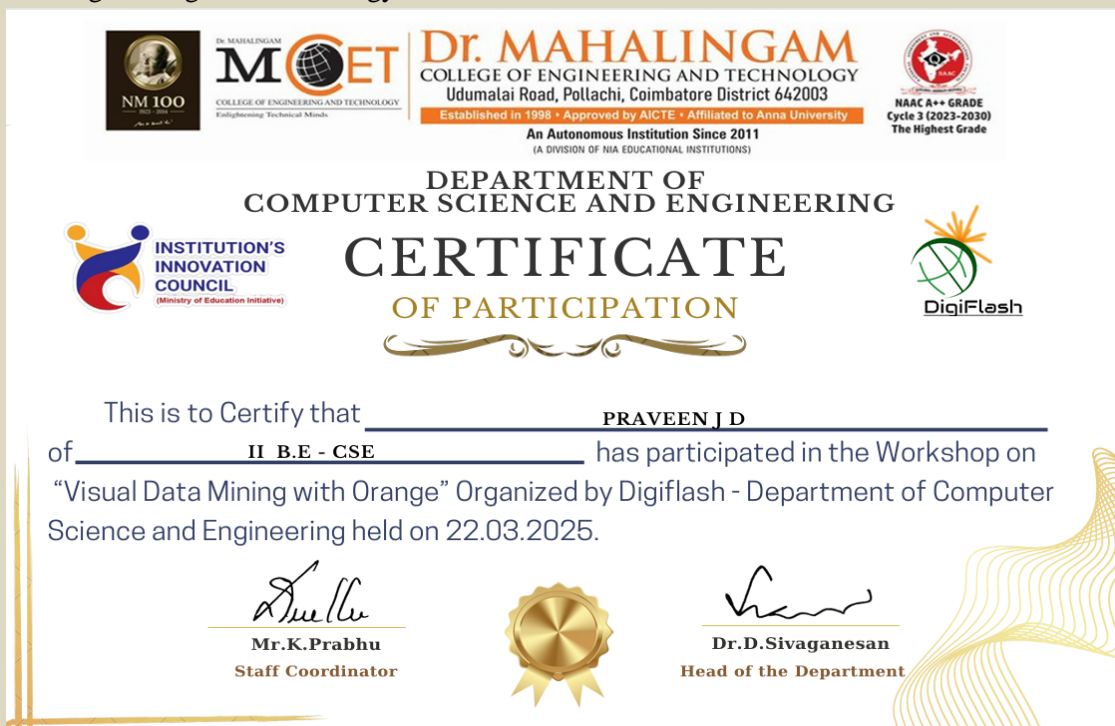 Dr. MAHALINGAM
MCET
COLLEGE OF ENGINEERING AND TECHNOLOGY
Enlightening Technical Minds
NM 100
1923 - 2014
Dr. MAHALINGAM
COLLEGE OF ENGINEERING AND TECHNOLOGY
Udumalai Road, Pollachi, Coimbatore District 642003
Established in 1998 • Approved by AICTE • Affiliated to Anna University
An Autonomous Institution Since 2011
(A DIVISION OF NIA EDUCATIONAL INSTITUTIONS)
NAAC
NAAC A++ GRADE
Cycle 3 (2023-2030)
The Highest Grade
DEPARTMENT OF
COMPUTER SCIENCE AND ENGINEERING
INSTITUTION'S
INNOVATION
COUNCIL
(Ministry of Education Initiative)
CERTIFICATE
OF PARTICIPATION
DigiFlash
This is to Certify that PRAVEEN J D
of II B.E - CSE has participated in the Workshop on
“Visual Data Mining with Orange” Organized by Digiflash - Department of Computer
Science and Engineering held on 22.03.2025.
Mr.K.Prabhu
Staff Coordinator
Dr.D.Sivaganesan
Head of the Department